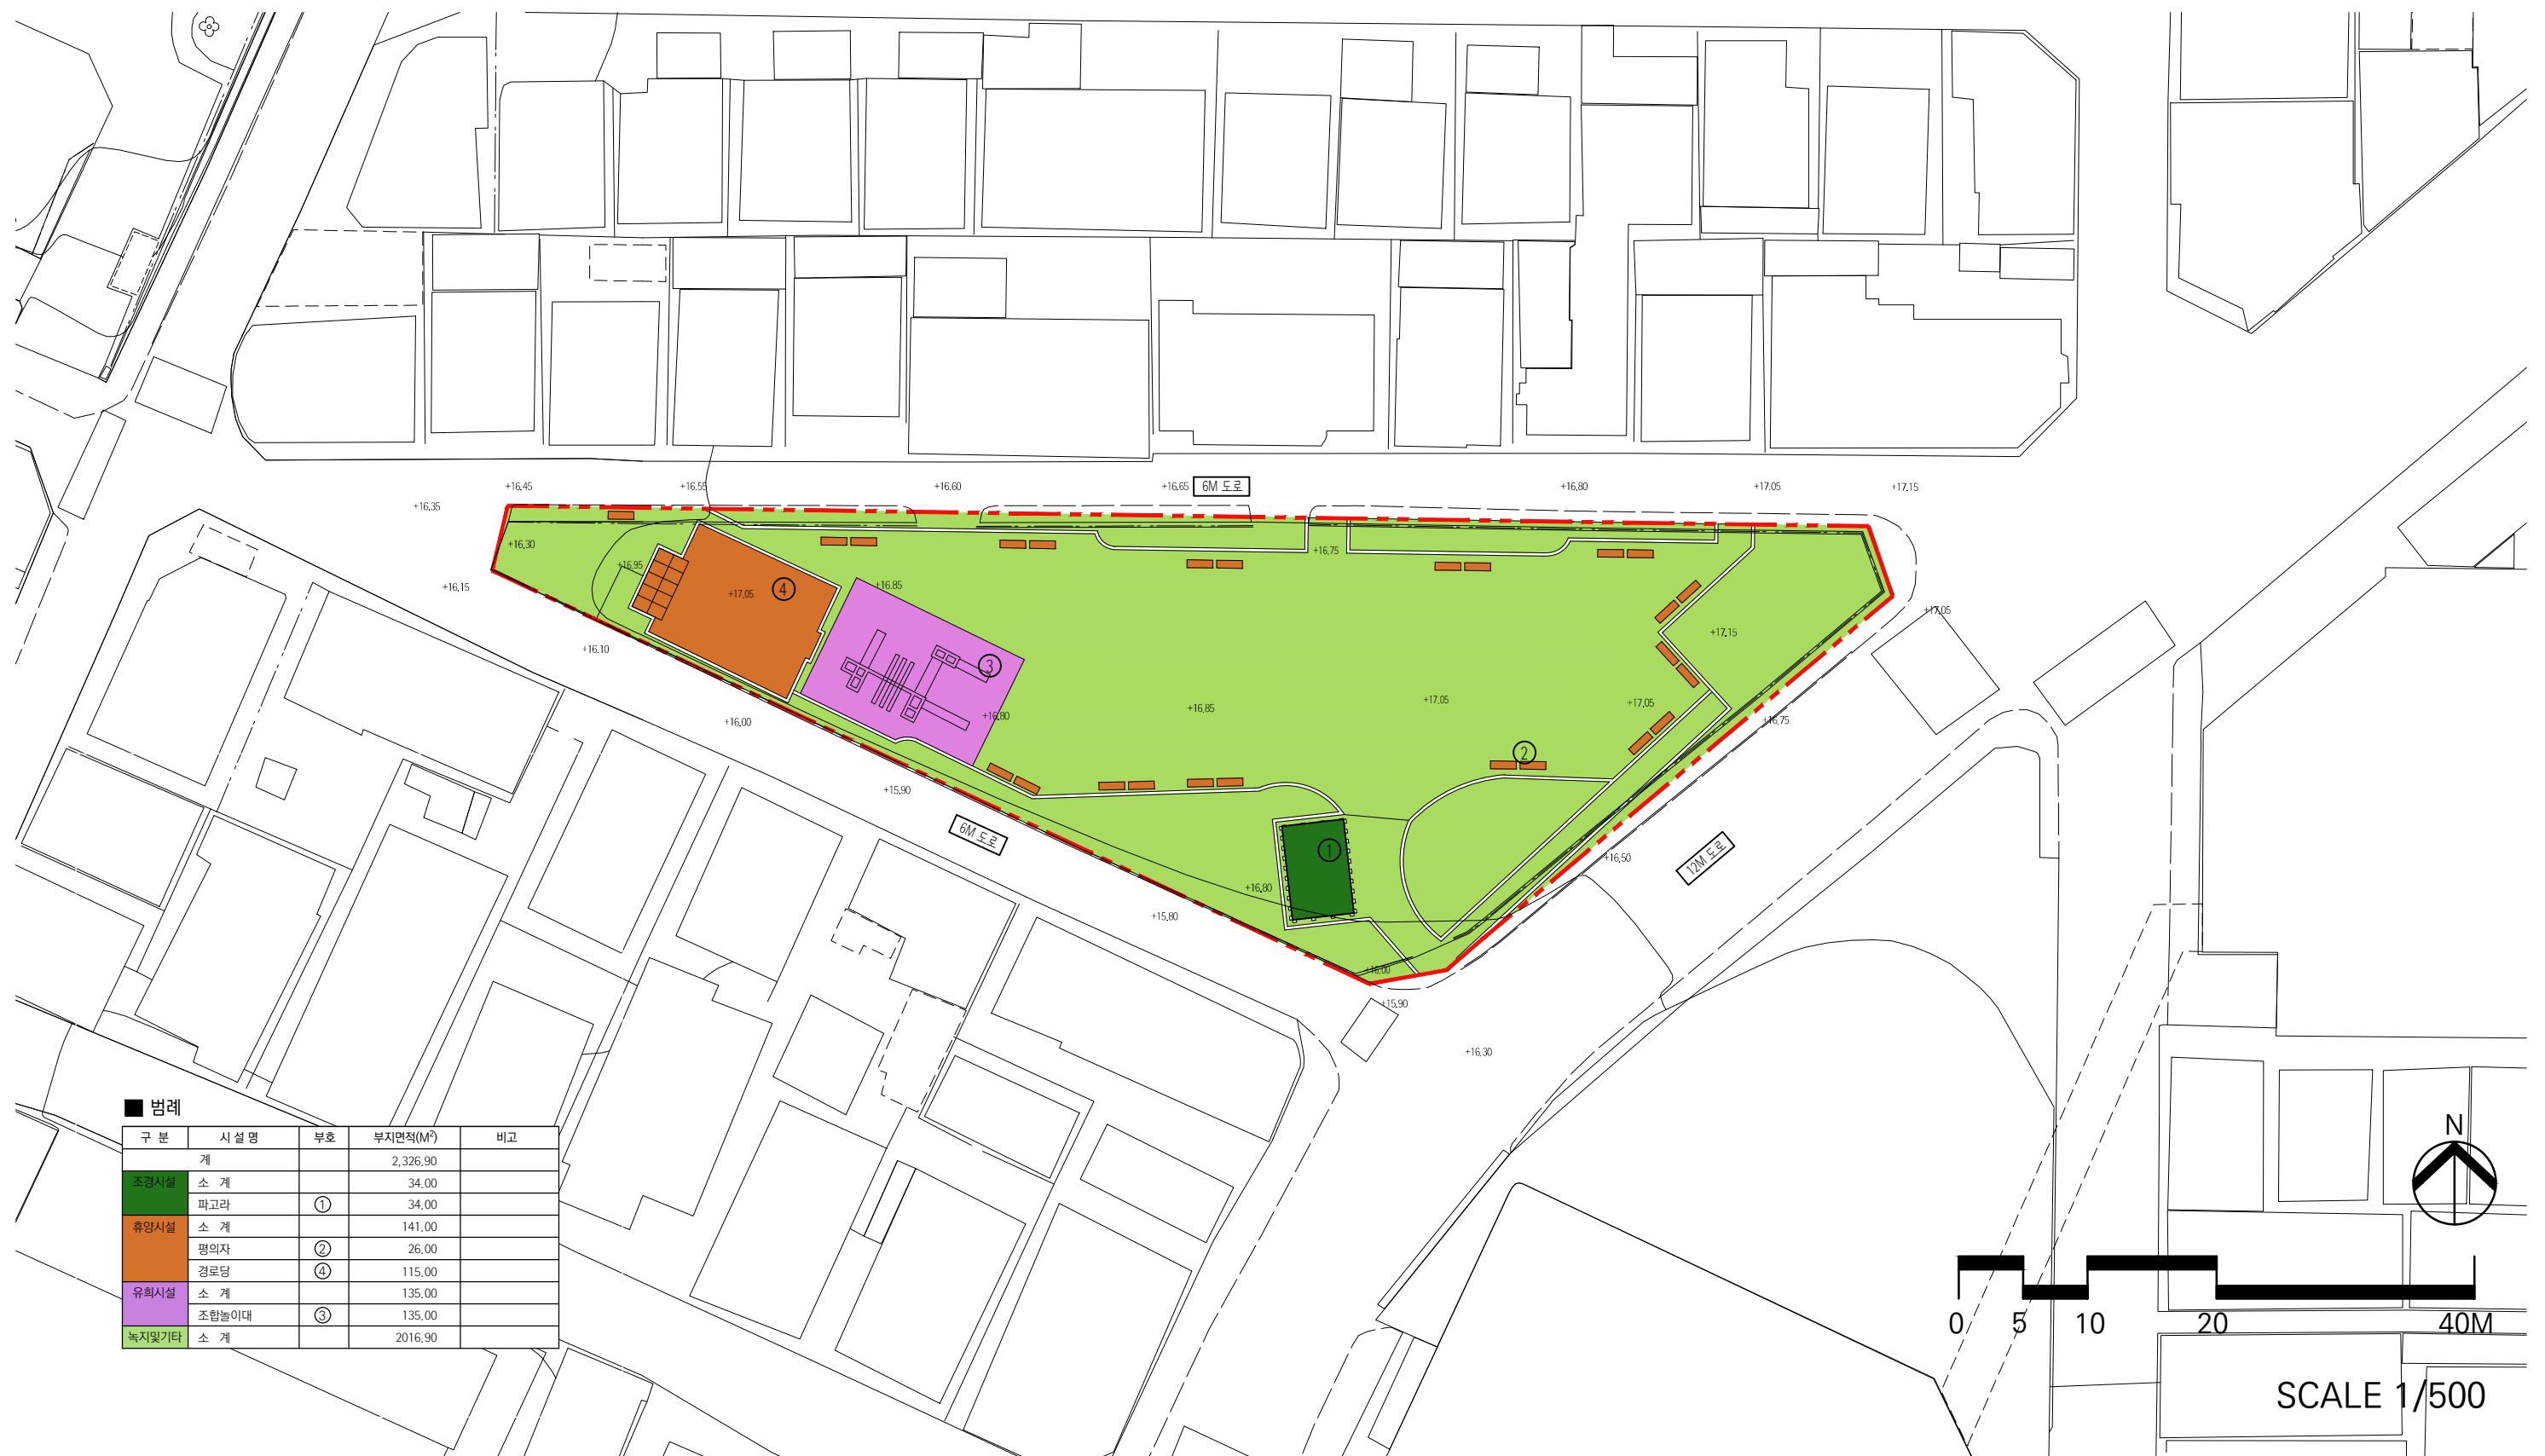 +16.45
+16.55
+16.60
+16.65
6M 도로
+16.80
+17.05
+17.15
+16.35
+16.30
+16.75
+16.95
+17.05
④
+16.85
+16.15
+17.05
+17.15
+16.10
③
+16.00
+16.80
+16.85
+17.05
+17.05
+16.75
②
+15.90
6M 도로
①
12M 도로
+16.50
+16.80
+15.80
+16.00
+15.90
+16.30
■ 범례
구 분 시 설 명 부호 부지면적(M²) 비고
계 2,326.90
조경시설 소 계 34.00
파고라 ① 34.00
휴양시설 소 계 141.00
평의자 ② 26.00
경로당 ④ 115.00
유희시설 소 계 135.00
조합놀이대 ③ 135.00
녹지및기타 소 계 2016.90
N
0 5 10 20 40M
SCALE 1/500